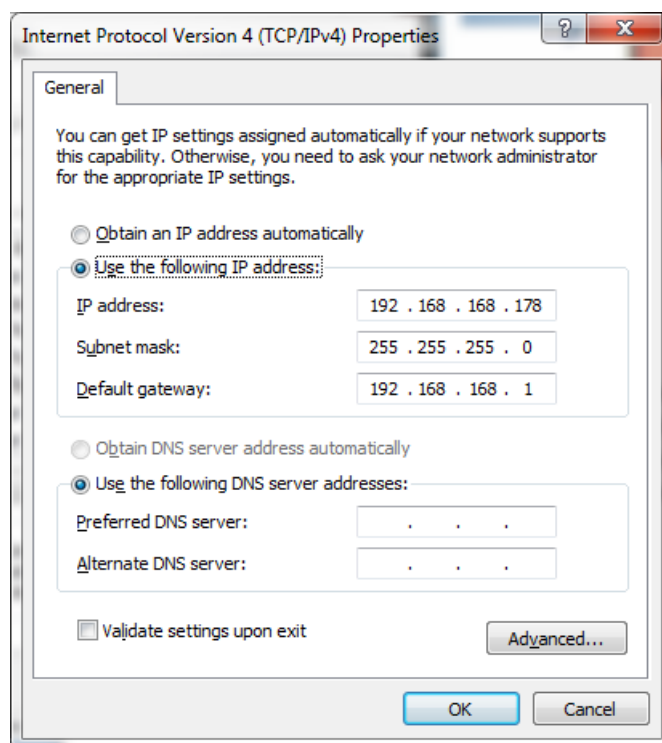 Internet Protocol Version 4 (TCP/IPv4) Properties
?
X
General
You can get IP settings assigned automatically if your network supports
this capability. Otherwise, you need to ask your network administrator
for the appropriate IP settings.
Obtain an IP address automatically
Use the following IP address:
IP address: 192 . 168 . 168 . 178
Subnet mask: 255 . 255 . 255 . 0
Default gateway: 192 . 168 . 168 . 1
Obtain DNS server address automatically
Use the following DNS server addresses:
Preferred DNS server: . . .
Alternate DNS server: . . .
Validate settings upon exit
Advanced...
OK Cancel